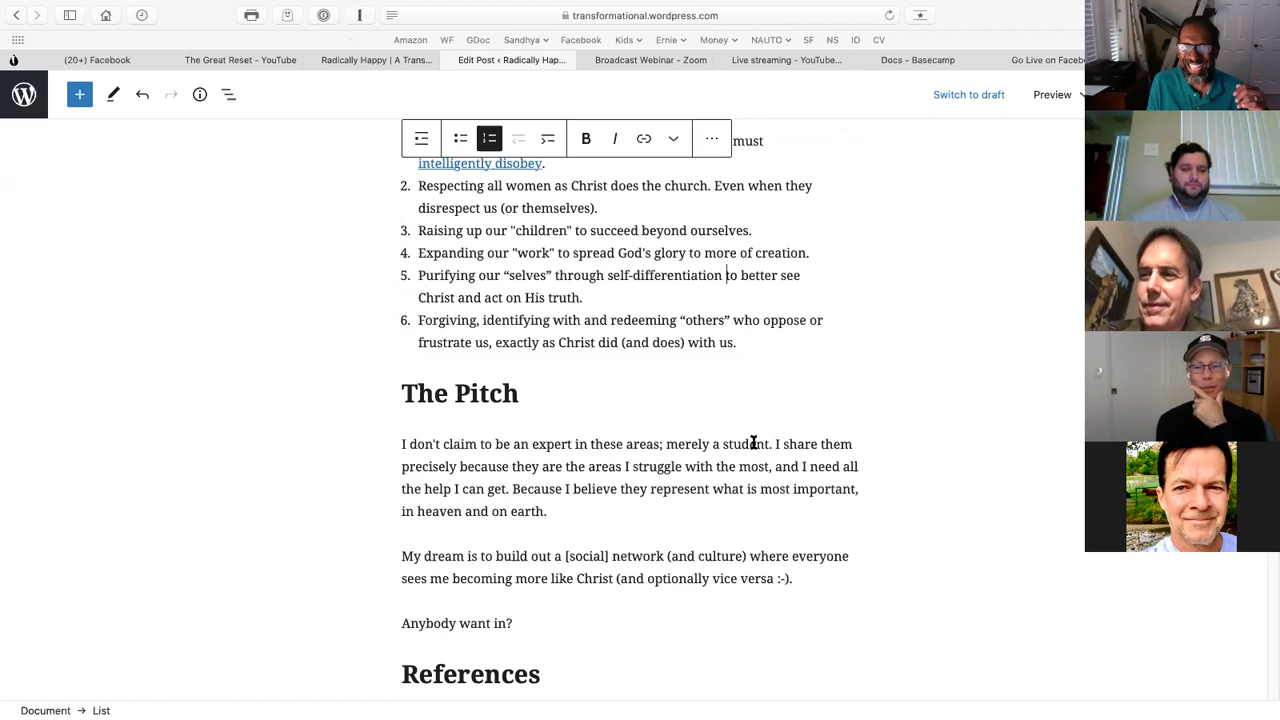 transformational.wordpress.com
Amazon WF GDoc Sandhya Facebook Kids Ernie Money NAUTO SF NS IO CV
(20+) Facebook The Great Reset - YouTube Radically Happy | A Trans... Edit Post ‹ Radically Hap... Broadcast Webinar - Zoom Live streaming - YouTube... Docs - Basecamp Go Live on Facebo
Switch to draft Preview
B I
must
intelligently disobey.
2. Respecting all women as Christ does the church. Even when they
disrespect us (or themselves).
3. Raising up our "children" to succeed beyond ourselves.
4. Expanding our "work" to spread God's glory to more of creation.
5. Purifying our “selves” through self-differentiation to better see
Christ and act on His truth.
6. Forgiving, identifying with and redeeming “others” who oppose or
frustrate us, exactly as Christ did (and does) with us.
The Pitch
I don't claim to be an expert in these areas; merely a student. I share them
precisely because they are the areas I struggle with the most, and I need all
the help I can get. Because I believe they represent what is most important,
in heaven and on earth.
My dream is to build out a [social] network (and culture) where everyone
sees me becoming more like Christ (and optionally vice versa :-).
Anybody want in?
References
Document → List